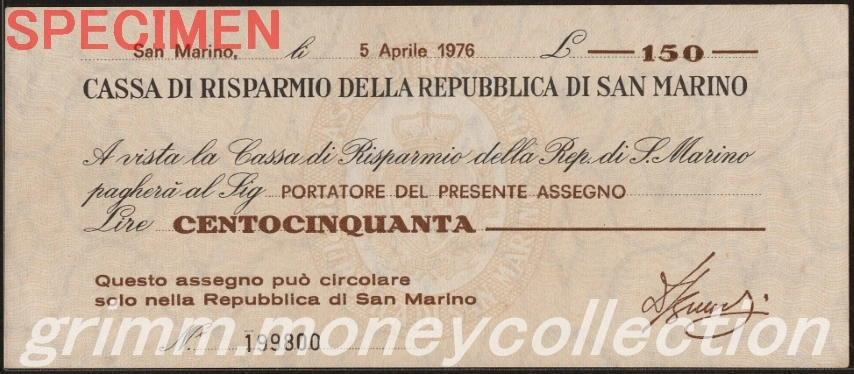 SPECIMEN
San Marino, lì 5 Aprile 1976 £ 150
CASSA DI RISPARMIO DELLA REPUBBLICA DI SAN MARINO
A vista la Cassa di Risparmio della Rep. di S. Marino
pagherà al Sig PORTATORE DEL PRESENTE ASSEGNO
Lire CENTOCINQUANTA
Questo assegno può circolare
solo nella Repubblica di San Marino
N.r 199800
grimm.moneycollection